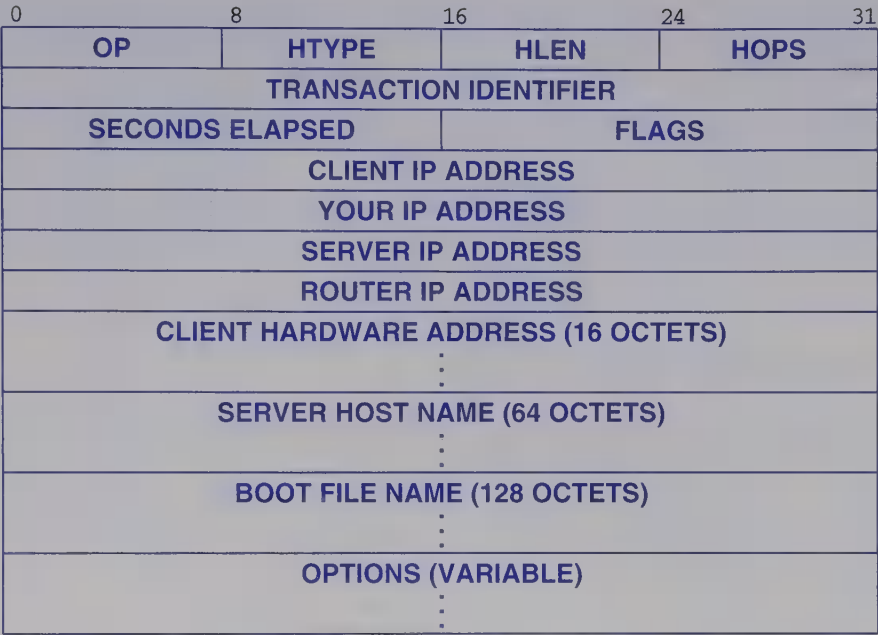 0 8 16 24 31
OP HTYPE HLEN HOPS
TRANSACTION IDENTIFIER
SECONDS ELAPSED FLAGS
CLIENT IP ADDRESS
YOUR IP ADDRESS
SERVER IP ADDRESS
ROUTER IP ADDRESS
CLIENT HARDWARE ADDRESS (16 OCTETS)
SERVER HOST NAME (64 OCTETS)
BOOT FILE NAME (128 OCTETS)
OPTIONS (VARIABLE)